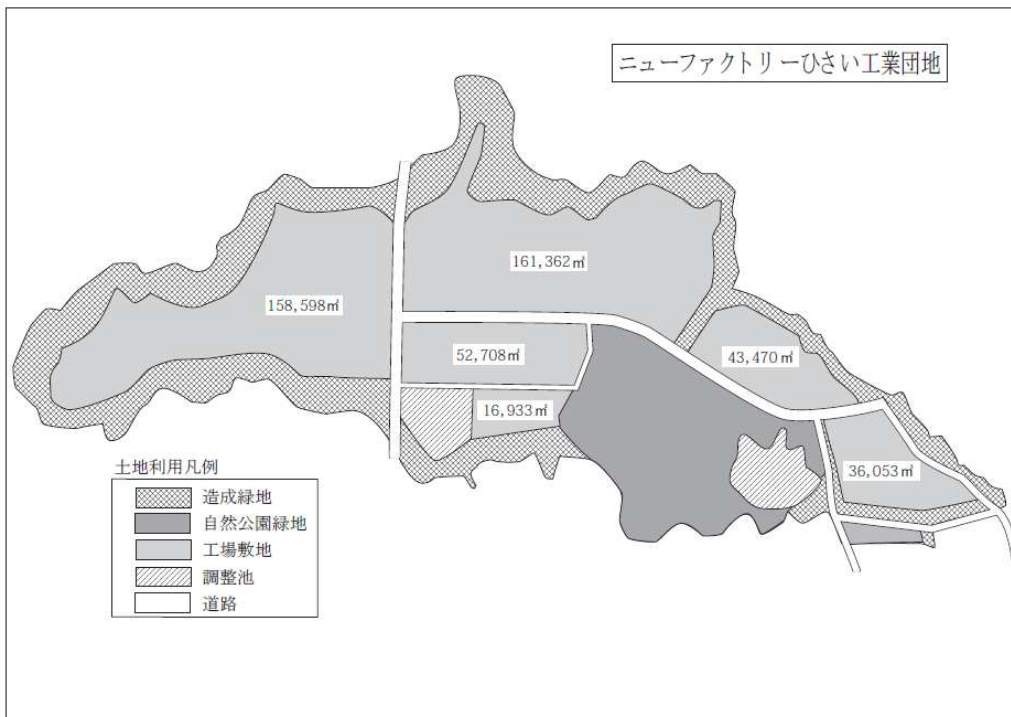 ニューファクトリーひさい工業団地
161,362㎡
158,598㎡
52,708㎡
43,470㎡
16,933㎡
36,053㎡
土地利用凡例
造成緑地
自然公園緑地
工場敷地
調整池
道路